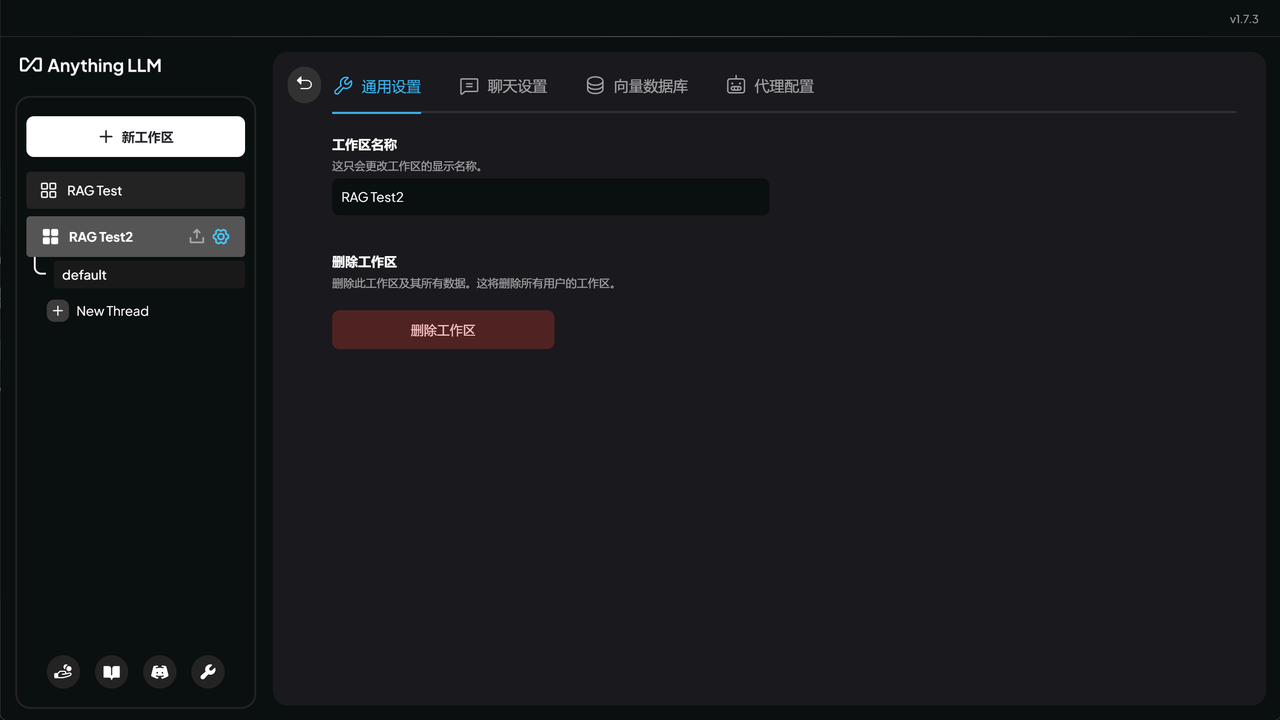 v1.7.3
Anything LLM
新工作区
RAG Test
RAG Test2
default
New Thread
通用设置
聊天设置
向量数据库
代理配置
工作区名称
这只会更改工作区的显示名称。
RAG Test2
删除工作区
删除此工作区及其所有数据。这将删除所有用户的工作区。
删除工作区